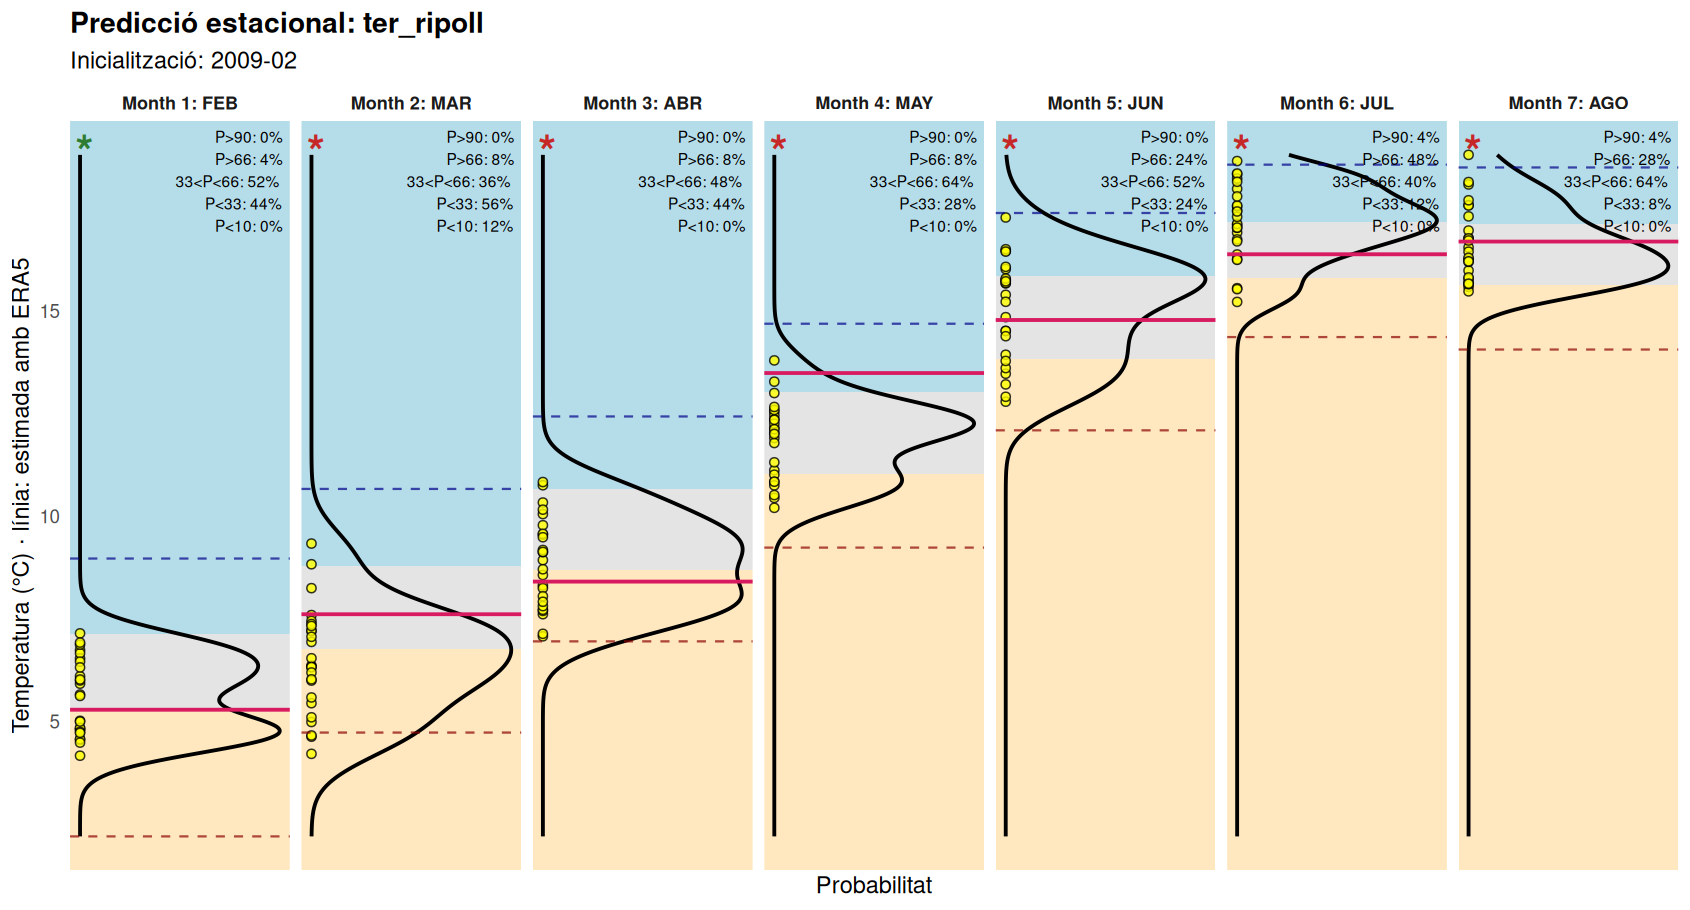 Predicció estacional: ter_ripoll
Inicialització: 2009-02
Month 1: FEB
Month 2: MAR
Month 3: ABR
Month 4: MAY
Month 5: JUN
Month 6: JUL
Month 7: AGO
*
P>90: 0%
P>66: 4%
33<P<66: 52%
P<33: 44%
P<10: 0%
*
P>90: 0%
P>66: 8%
33<P<66: 36%
P<33: 56%
P<10: 12%
*
P>90: 0%
P>66: 8%
33<P<66: 48%
P<33: 44%
P<10: 0%
*
P>90: 0%
P>66: 8%
33<P<66: 64%
P<33: 28%
P<10: 0%
*
P>90: 0%
P>66: 24%
33<P<66: 52%
P<33: 24%
P<10: 0%
*
P>90: 4%
P>66: 48%
33<P<66: 40%
P<33: 12%
P<10: 0%
*
P>90: 4%
P>66: 28%
33<P<66: 64%
P<33: 8%
P<10: 0%
15
10
5
Temperatura (°C) · línia: estimada amb ERA5
Probabilitat